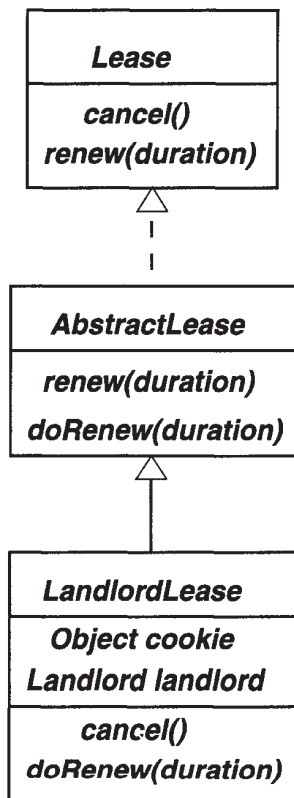 Lease
cancel()
renew(duration)
AbstractLease
renew(duration)
doRenew(duration)
LandlordLease
Object cookie
Landlord landlord
cancel()
doRenew(duration)